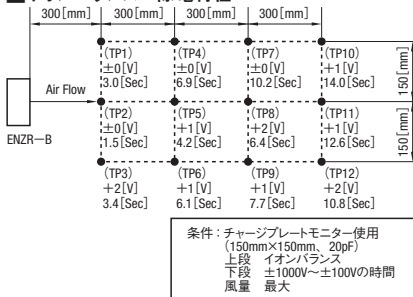 300[mm] 300[mm] 300[mm] 300[mm]
(TP1) (TP4) (TP7) (TP10)
±0[V] ±0[V] ±0[V] +1[V]
3.0[Sec] 6.9[Sec] 10.2[Sec] 14.0[Sec]
150[mm]
Air Flow
(TP2) (TP5) (TP8) (TP11)
±0[V] +1[V] +2[V] +1[V]
1.5[Sec] 4.2[Sec] 6.4[Sec] 12.6[Sec]
150[mm]
ENZR−B
(TP3) (TP6) (TP9) (TP12)
+2[V] +1[V] +1[V] +2[V]
3.4[Sec] 6.1[Sec] 7.7[Sec] 10.8[Sec]
条件：チャージプレートモニター使用
(150mm×150mm、20pF)
上段 イオンバランス
下段 ±1000V〜±100Vの時間
風量 最大